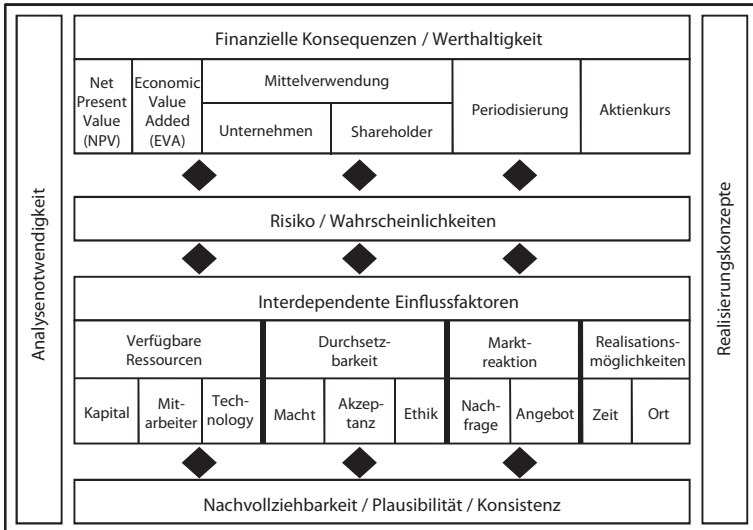 Analysenotwendigkeit
Finanzielle Konsequenzen / Werthaltigkeit
Net
Present
Value
(NPV)
Economic
Value
Added
(EVA)
Mittelverwendung
Unternehmen
Shareholder
Periodisierung
Aktienkurs
Risiko / Wahrscheinlichkeiten
Interdependente Einflussfaktoren
Verfügbare
Ressourcen
Durchsetz-
barkeit
Markt-
reaktion
Realisations-
möglichkeiten
Kapital
Mit-
arbeiter
Tech-
nology
Macht
Akzep-
tanz
Ethik
Nach-
frage
Angebot
Zeit
Ort
Nachvollziehbarkeit / Plausibilität / Konsistenz
Realisierungskonzepte